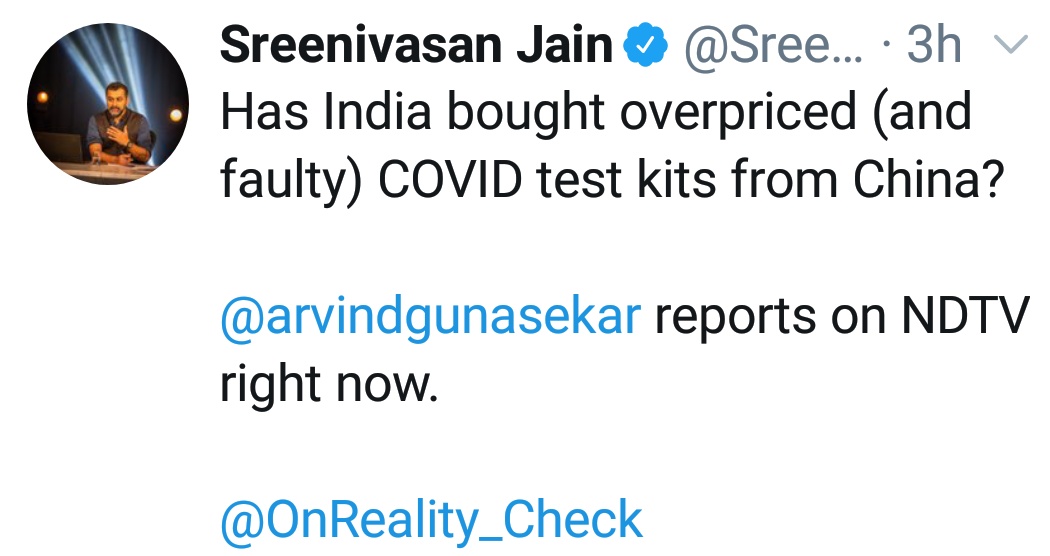 Sreenivasan Jain @Sree... · 3h
Has India bought overpriced (and
faulty) COVID test kits from China?
@arvindgunasekar reports on NDTV
right now.
@OnReality_Check